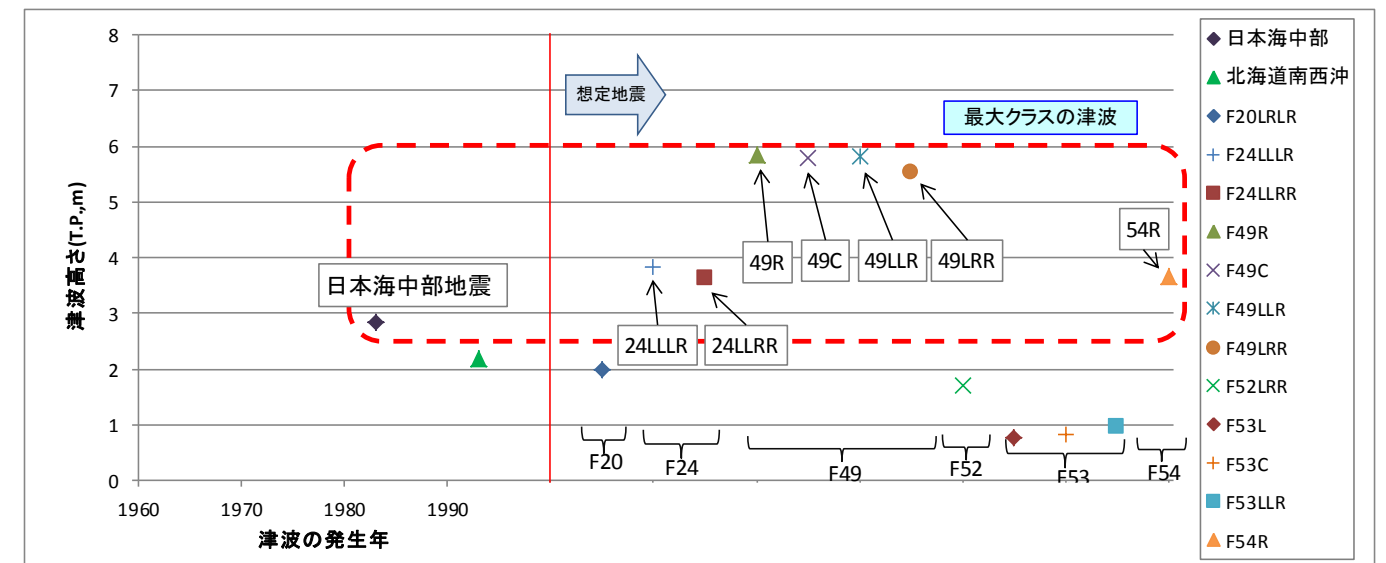 8
7
6
5
4
3
2
1
0
津波高さ(T.P.,m)
想定地震
最大クラスの津波
54R
49R
49C
49LLR
49LRR
日本海中部地震
24LLLR
24LLRR
F20
F24
F49
F52
F53
F54
1960
1970
1980
1990
津波の発生年
日本海中部
北海道南西沖
F20LRLR
F24LLLR
F24LLRR
F49R
F49C
F49LLR
F49LRR
F52LRR
F53L
F53C
F53LLR
F54R